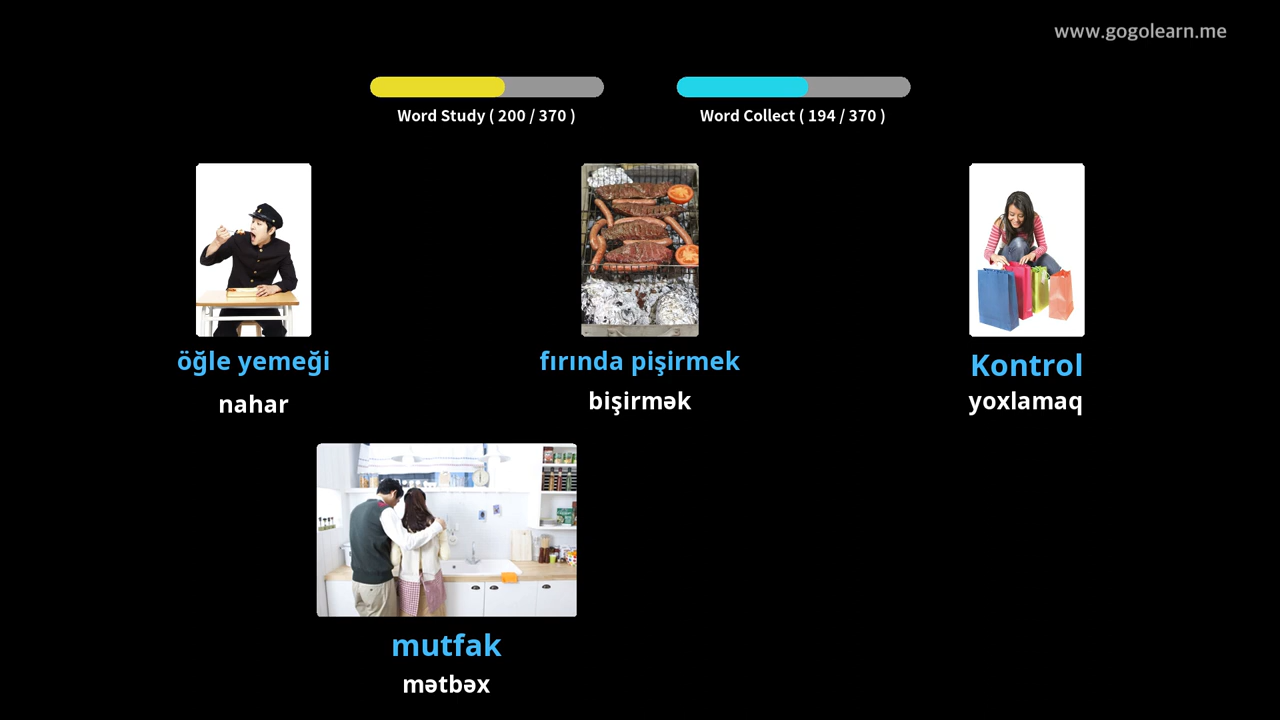 www.gogolearn.me
Word Study ( 200 / 370 )
Word Collect ( 194 / 370 )
öğle yemeği
nahar
fırında pişirmek
bişirmək
Kontrol
yoxlamaq
mutfak
mətbəx